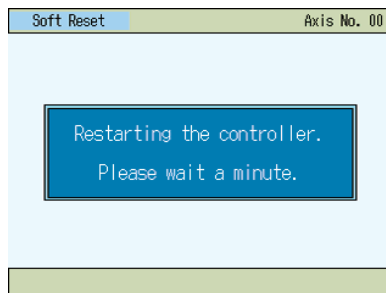 Soft Reset Axis No. 00
Restarting the controller.
Please wait a minute.